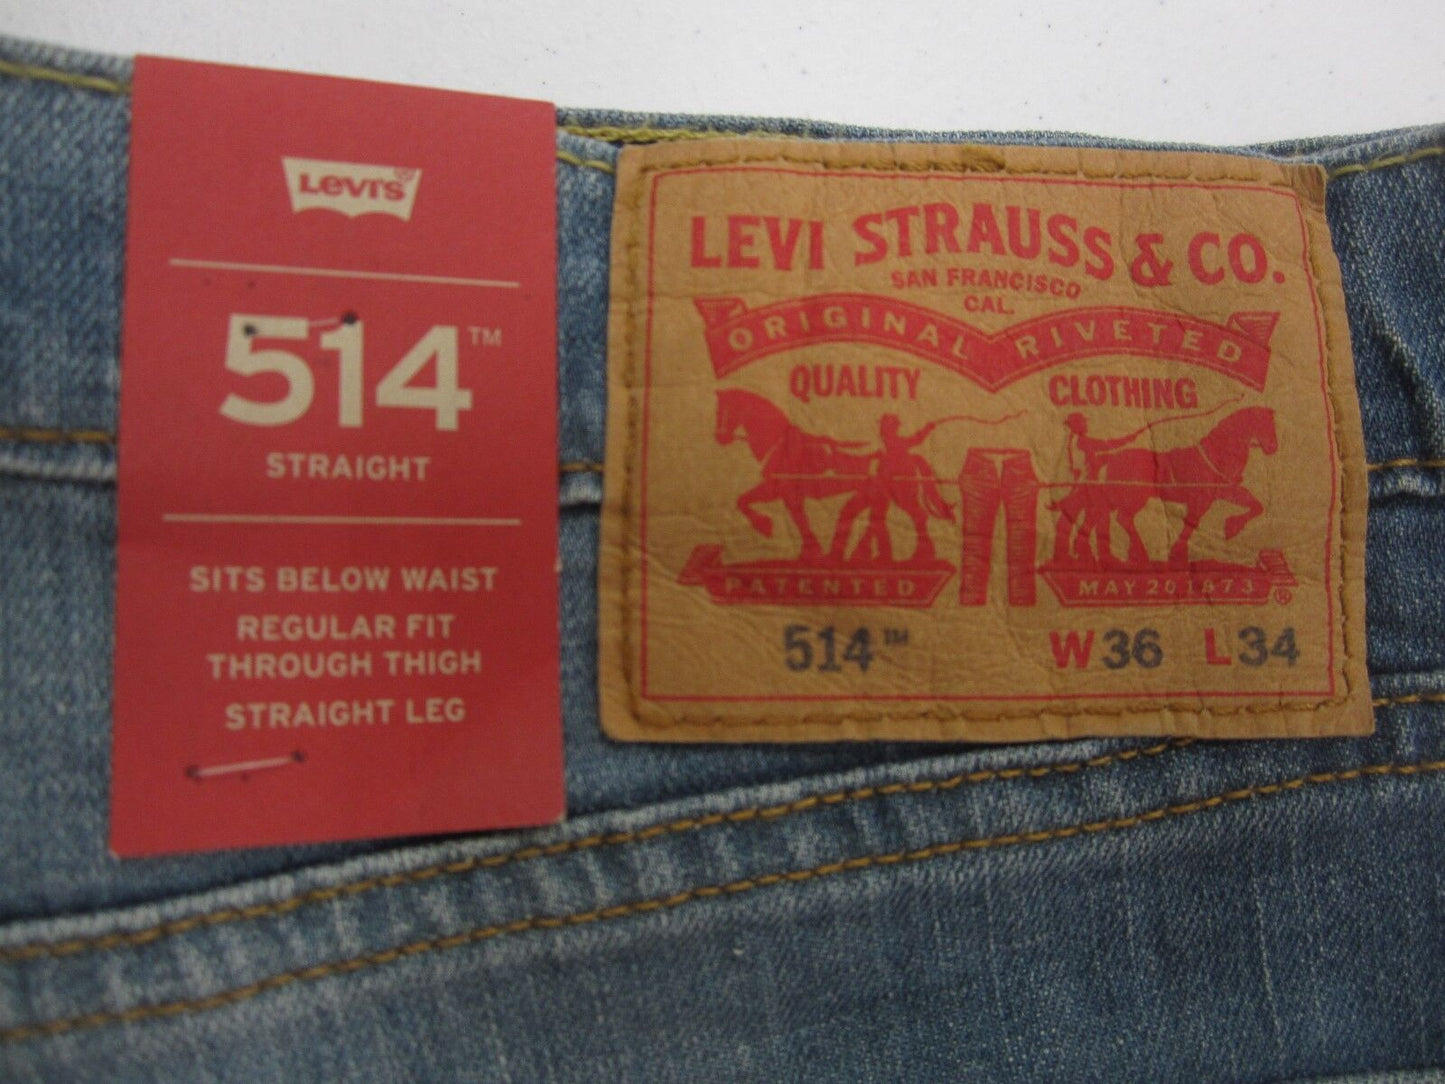 LEVI'S®
514™
STRAIGHT
SITS BELOW WAIST
REGULAR FIT
THROUGH THIGH
STRAIGHT LEG
LEVI STRAUSS & CO.
SAN FRANCISCO
CAL.
ORIGINAL RIVETED
QUALITY CLOTHING
PATENTED MAY 20 1873 ®
514™ W36 L34